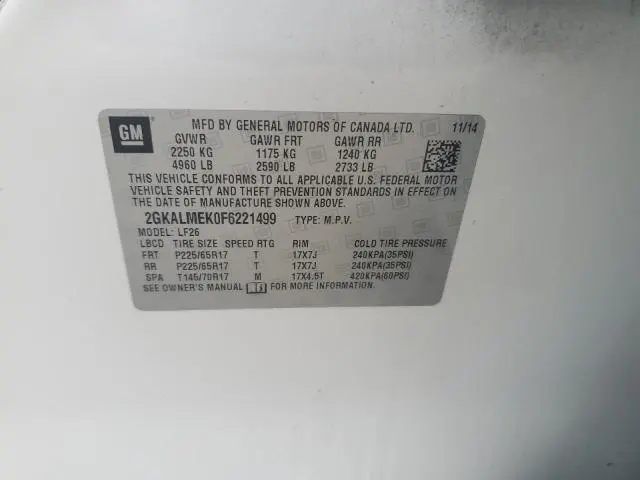 GM
MFD BY GENERAL MOTORS OF CANADA LTD. 11/14
GVWR GAWR FRT GAWR RR
2250 KG 1175 KG 1240 KG
4960 LB 2590 LB 2733 LB
THIS VEHICLE CONFORMS TO ALL APPLICABLE U.S. FEDERAL MOTOR
VEHICLE SAFETY AND THEFT PREVENTION STANDARDS IN EFFECT ON
THE DATE OF MANUFACTURE SHOWN ABOVE.
2GKALMEK0F6221499 TYPE: M.P.V.
MODEL: LF26
LBCD TIRE SIZE SPEED RTG RIM COLD TIRE PRESSURE
FRT P225/65R17 T 17X7J 240KPA(35PSI)
RR P225/65R17 T 17X7J 240KPA(35PSI)
SPA T145/70R17 M 17X4.5T 420KPA(60PSI)
SEE OWNER'S MANUAL FOR MORE INFORMATION.